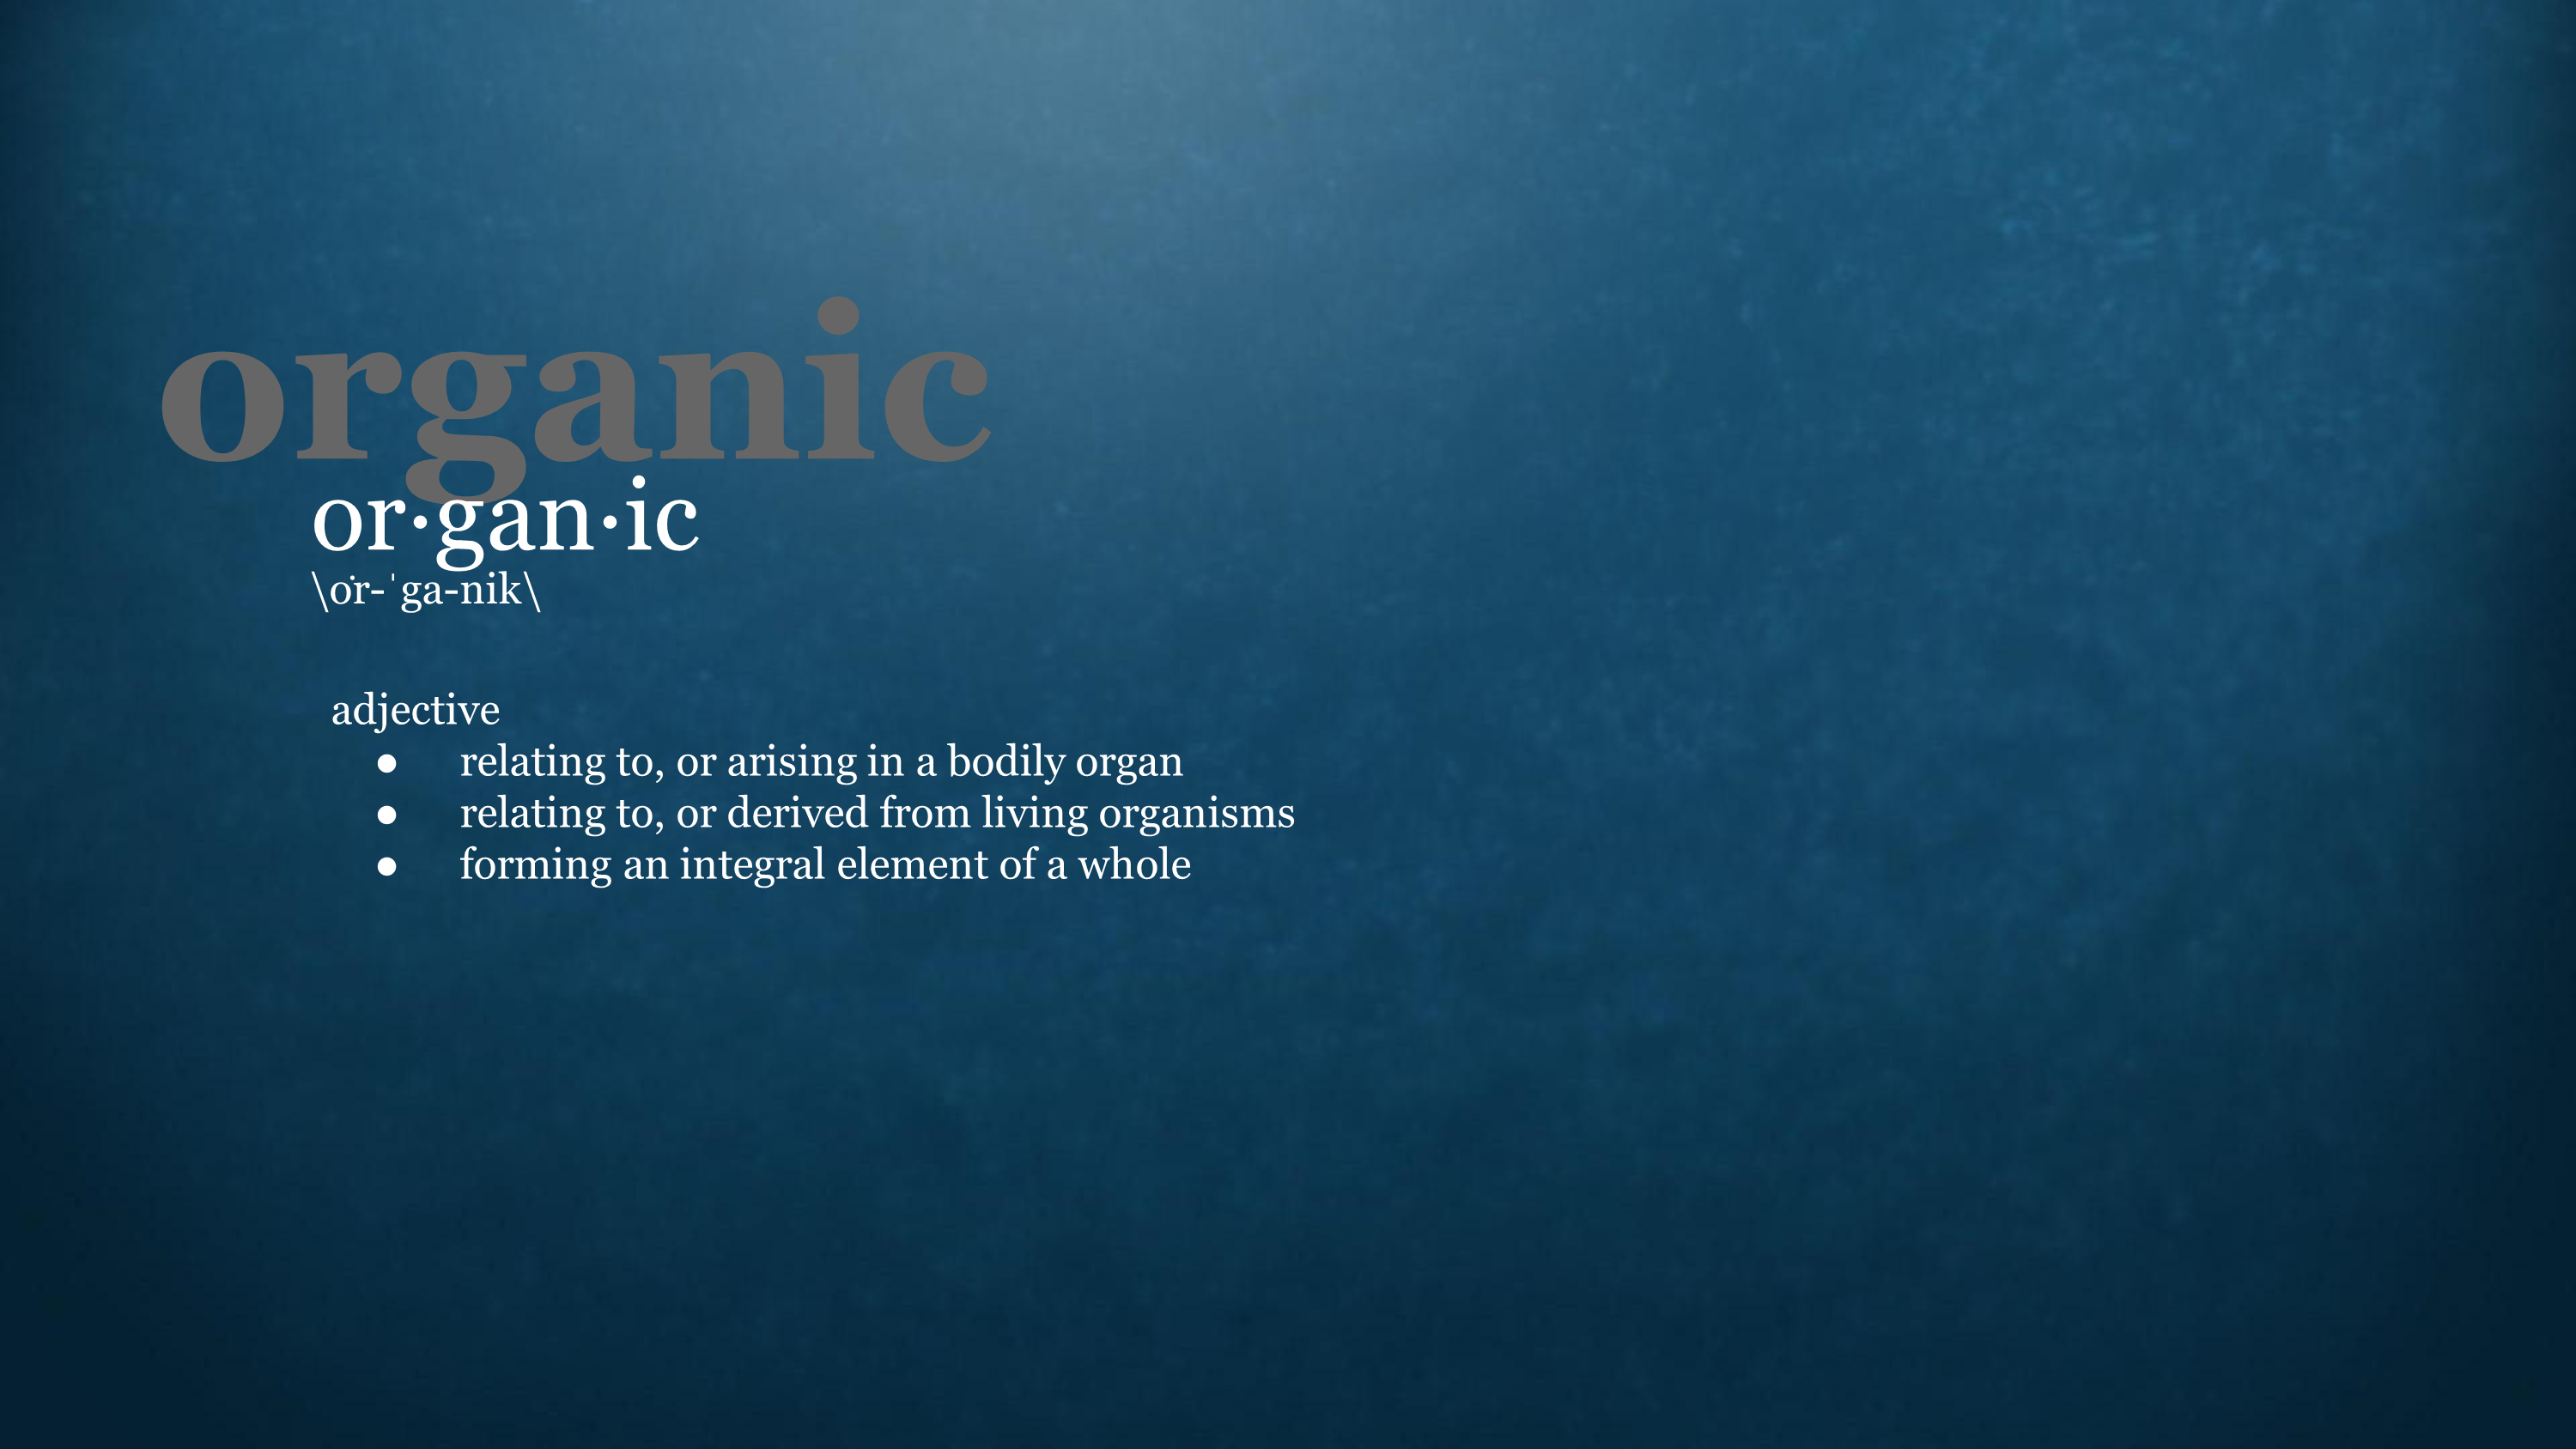 organic
or·gan·ic
\ȯr-ˈga-nik\
adjective
● relating to, or arising in a bodily organ
● relating to, or derived from living organisms
● forming an integral element of a whole